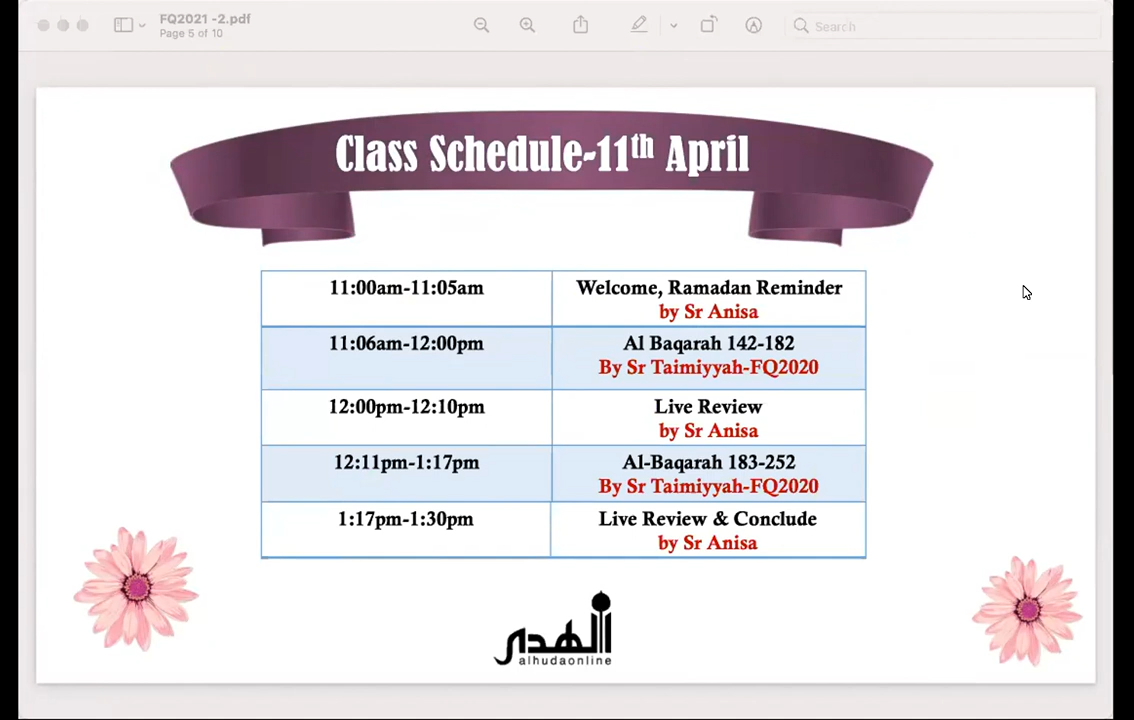 FQ2021 -2.pdf
Page 5 of 10
Search
Class Schedule-11th April
11:00am-11:05am
Welcome, Ramadan Reminder
by Sr Anisa
11:06am-12:00pm
Al Baqarah 142-182
By Sr Taimiyyah-FQ2020
12:00pm-12:10pm
Live Review
by Sr Anisa
12:11pm-1:17pm
Al-Baqarah 183-252
By Sr Taimiyyah-FQ2020
1:17pm-1:30pm
Live Review & Conclude
by Sr Anisa
الهدى
alhudaonline